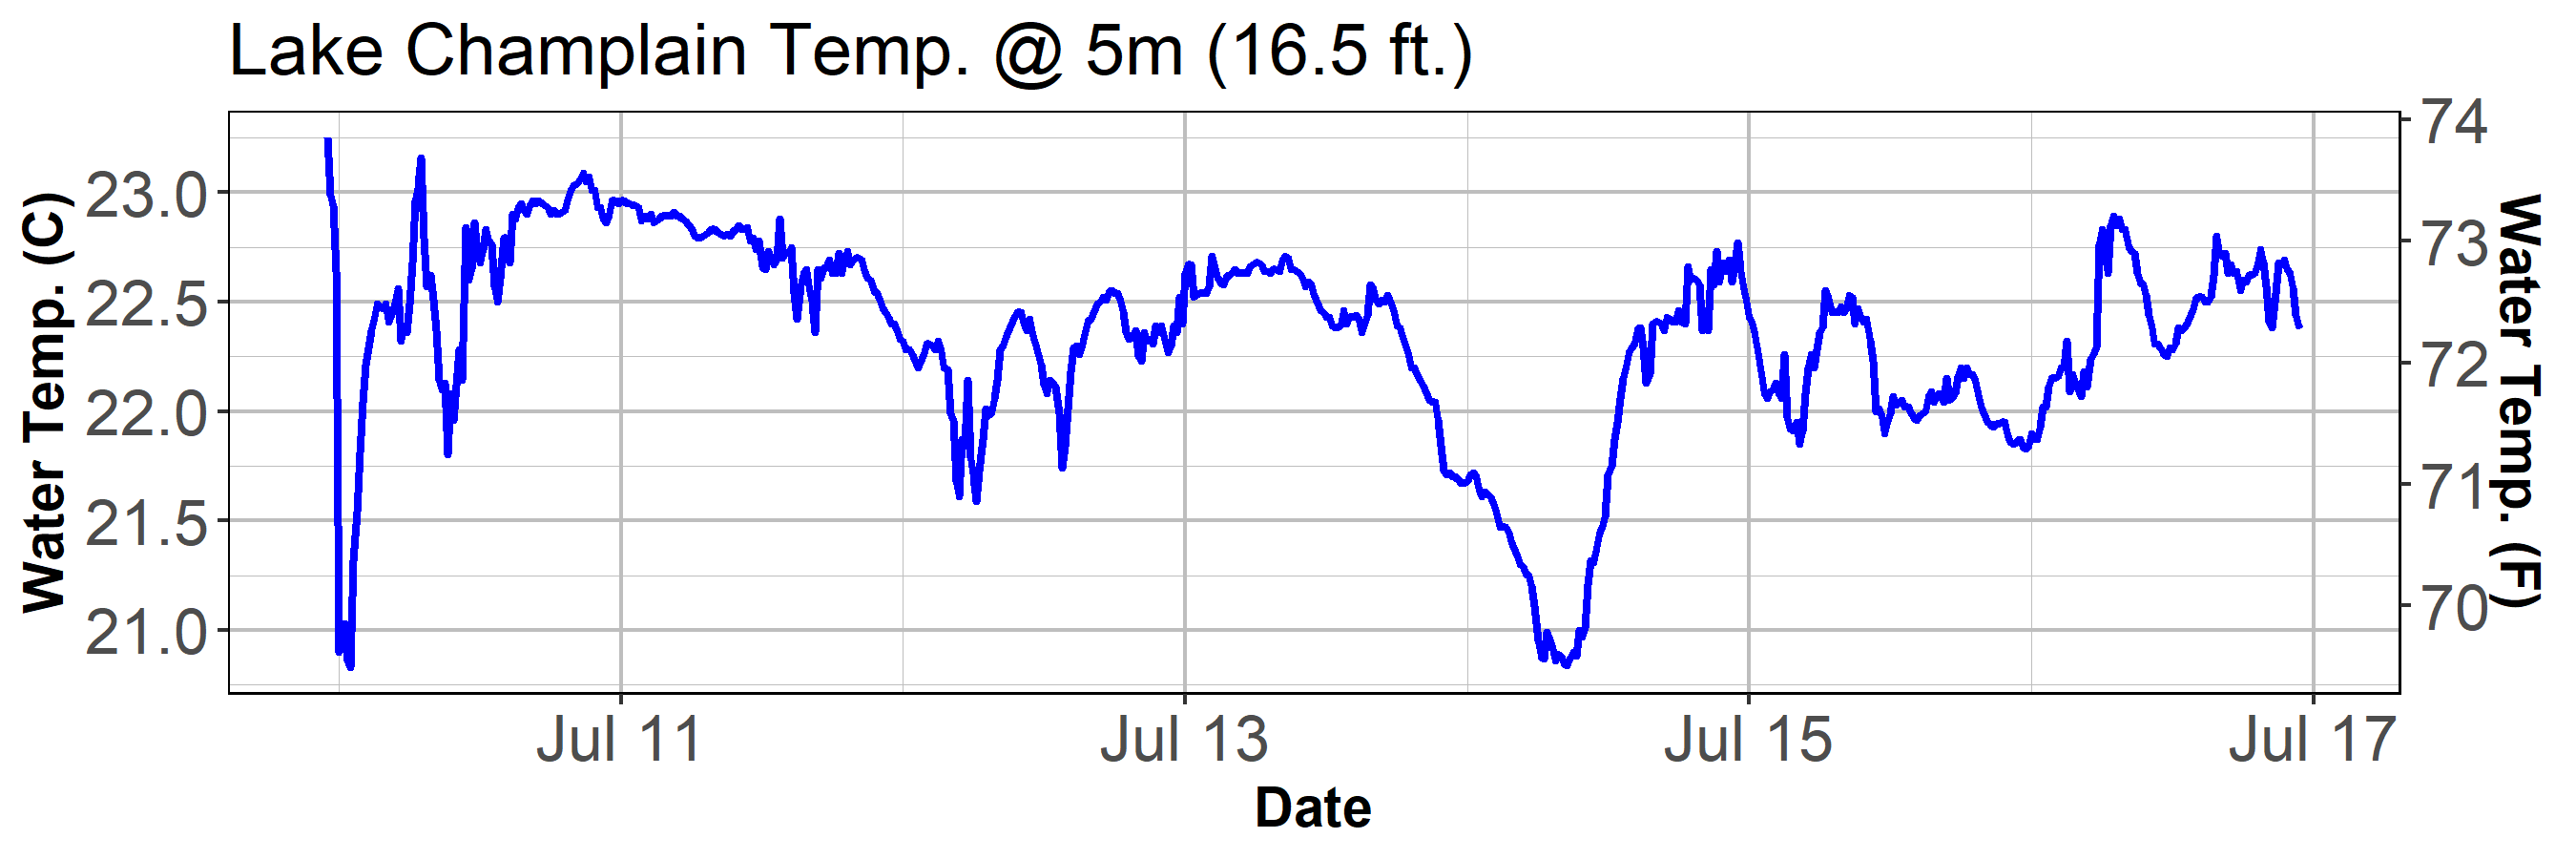 Lake Champlain Temp. @ 5m (16.5 ft.)
Water Temp. (C)
23.0
22.5
22.0
21.5
21.0
74
73
72
71
70
Water Temp. (F)
Jul 11 Jul 13 Jul 15 Jul 17
Date